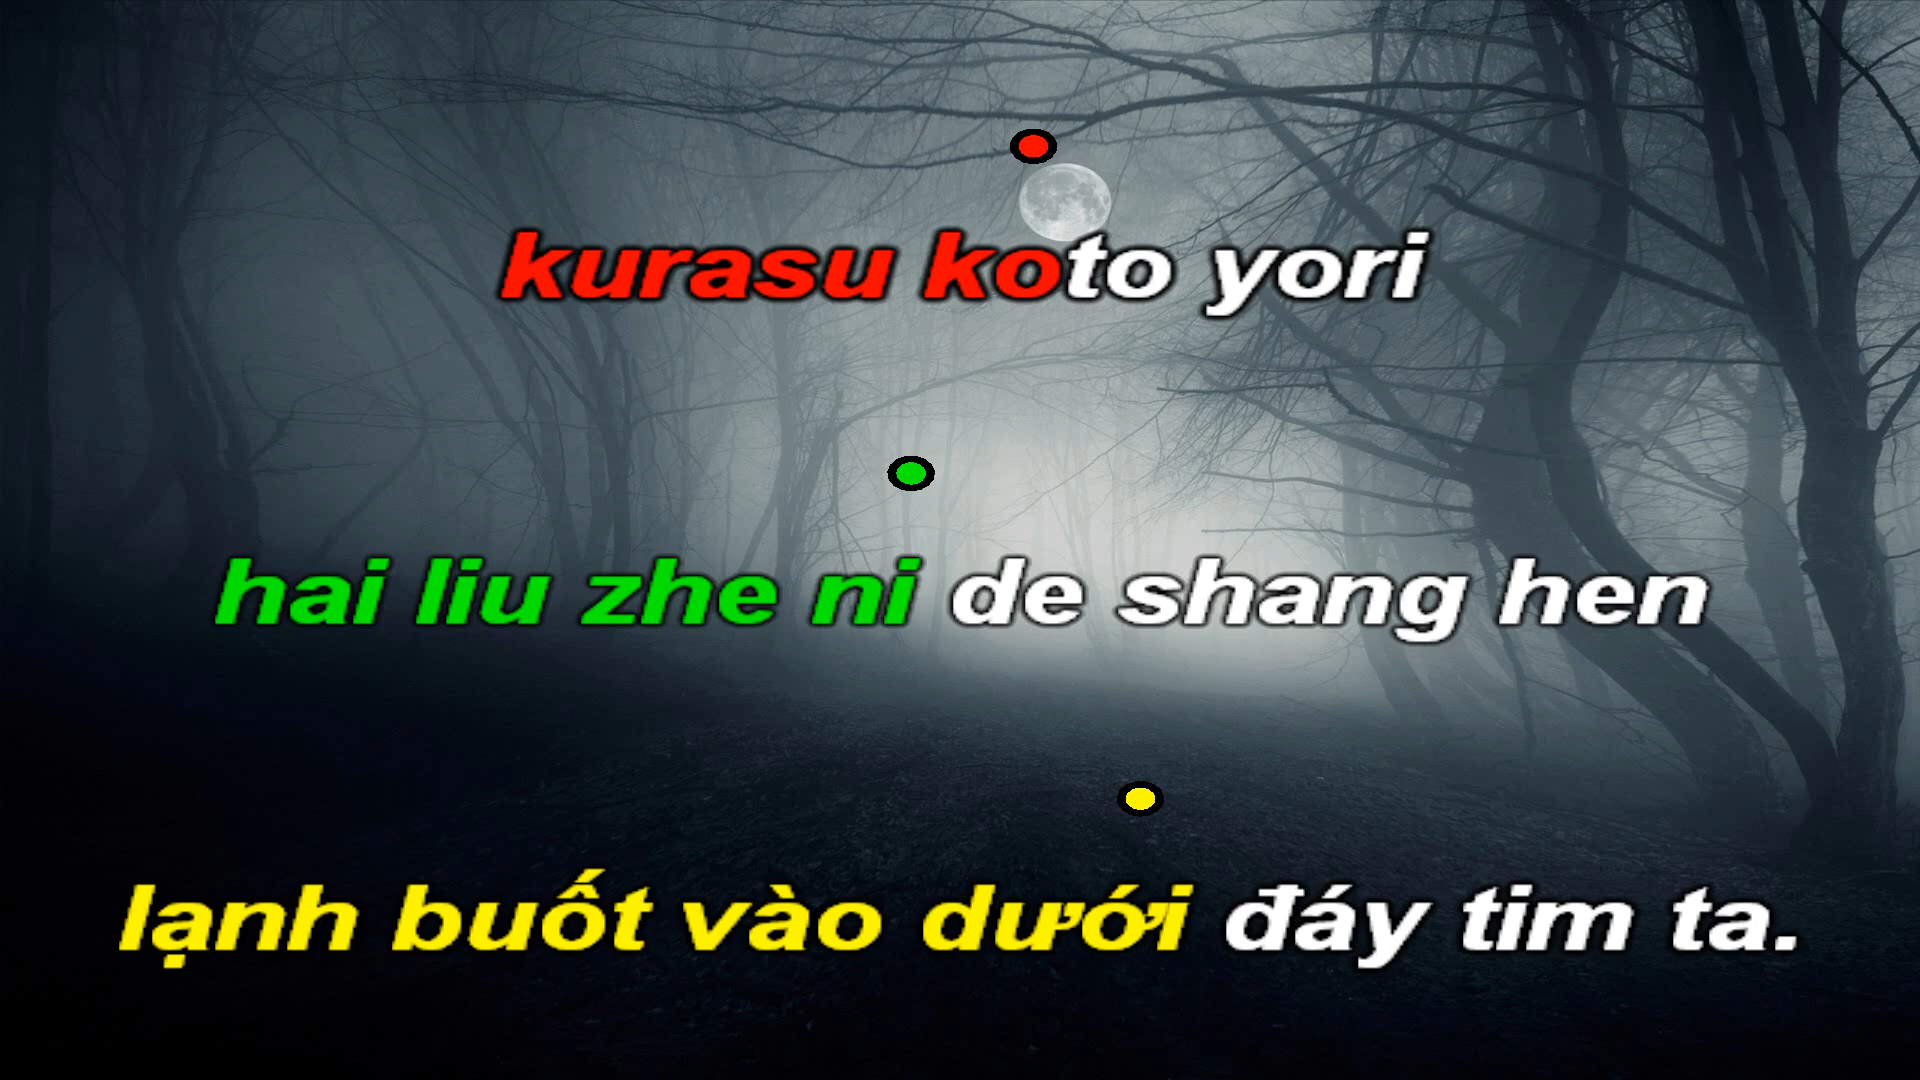 kurasu koto yori
hai liu zhe ni de shang hen
lạnh buốt vào dưới đáy tim ta.